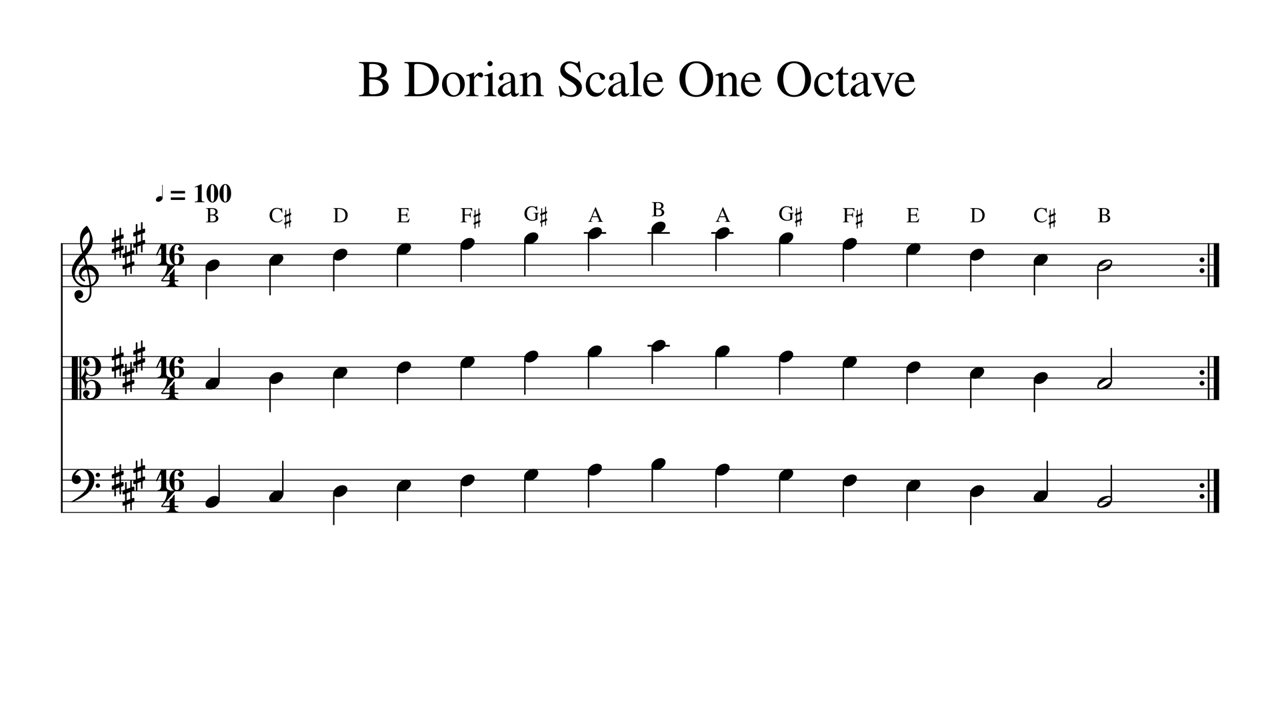 B Dorian Scale One Octave
♩ = 100
B C♯ D E F♯ G♯ A B A G♯ F♯ E D C♯ B
16
4
16
4
16
4